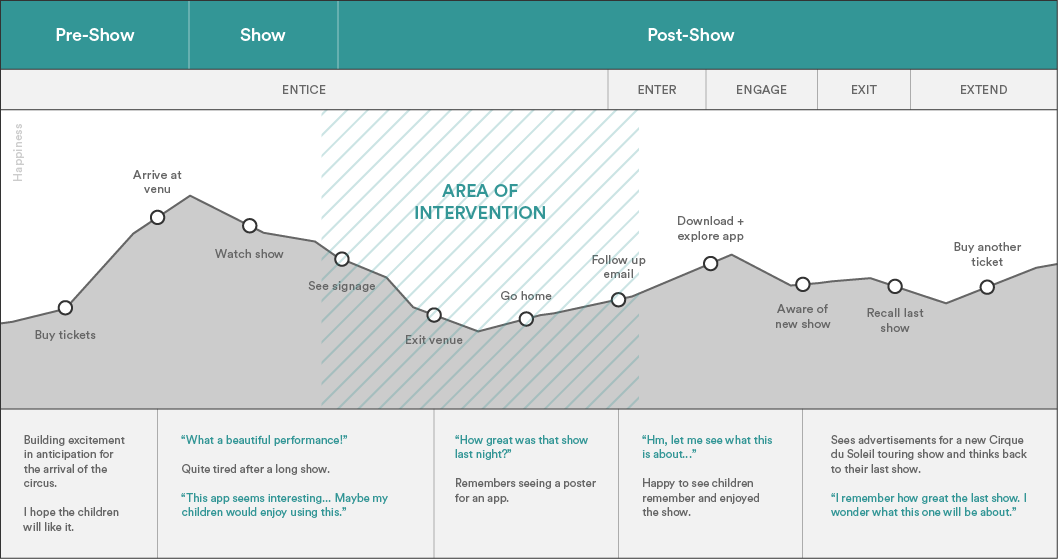 Pre-Show
Show
Post-Show
ENTICE
ENTER
ENGAGE
EXIT
EXTEND
Happiness
Arrive at
venu
Watch show
Buy tickets
See signage
AREA OF
INTERVENTION
Exit venue
Go home
Follow up
email
Download +
explore app
Aware of
new show
Recall last
show
Buy another
ticket
Building excitement
in anticipation for
the arrival of the
circus.
I hope the children
will like it.
“What a beautiful performance!”
Quite tired after a long show.
“This app seems interesting... Maybe my
children would enjoy using this.”
“How great was that show
last night?”
Remembers seeing a poster
for an app.
“Hm, let me see what this
is about...”
Happy to see children
remember and enjoyed
the show.
Sees advertisements for a new Cirque
du Soleil touring show and thinks back
to their last show.
“I remember how great the last show. I
wonder what this one will be about.”